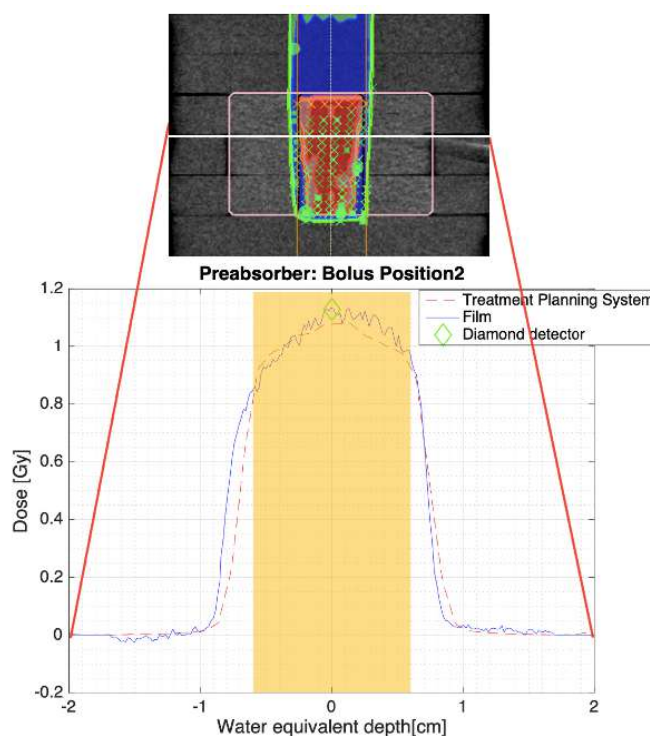 Preabsorber: Bolus Position2
1.2
1
0.8
0.6
0.4
0.2
0
-0.2
Dose [Gy]
Treatment Planning System
Film
Diamond detector
-2
-1
0
1
2
Water equivalent depth[cm]